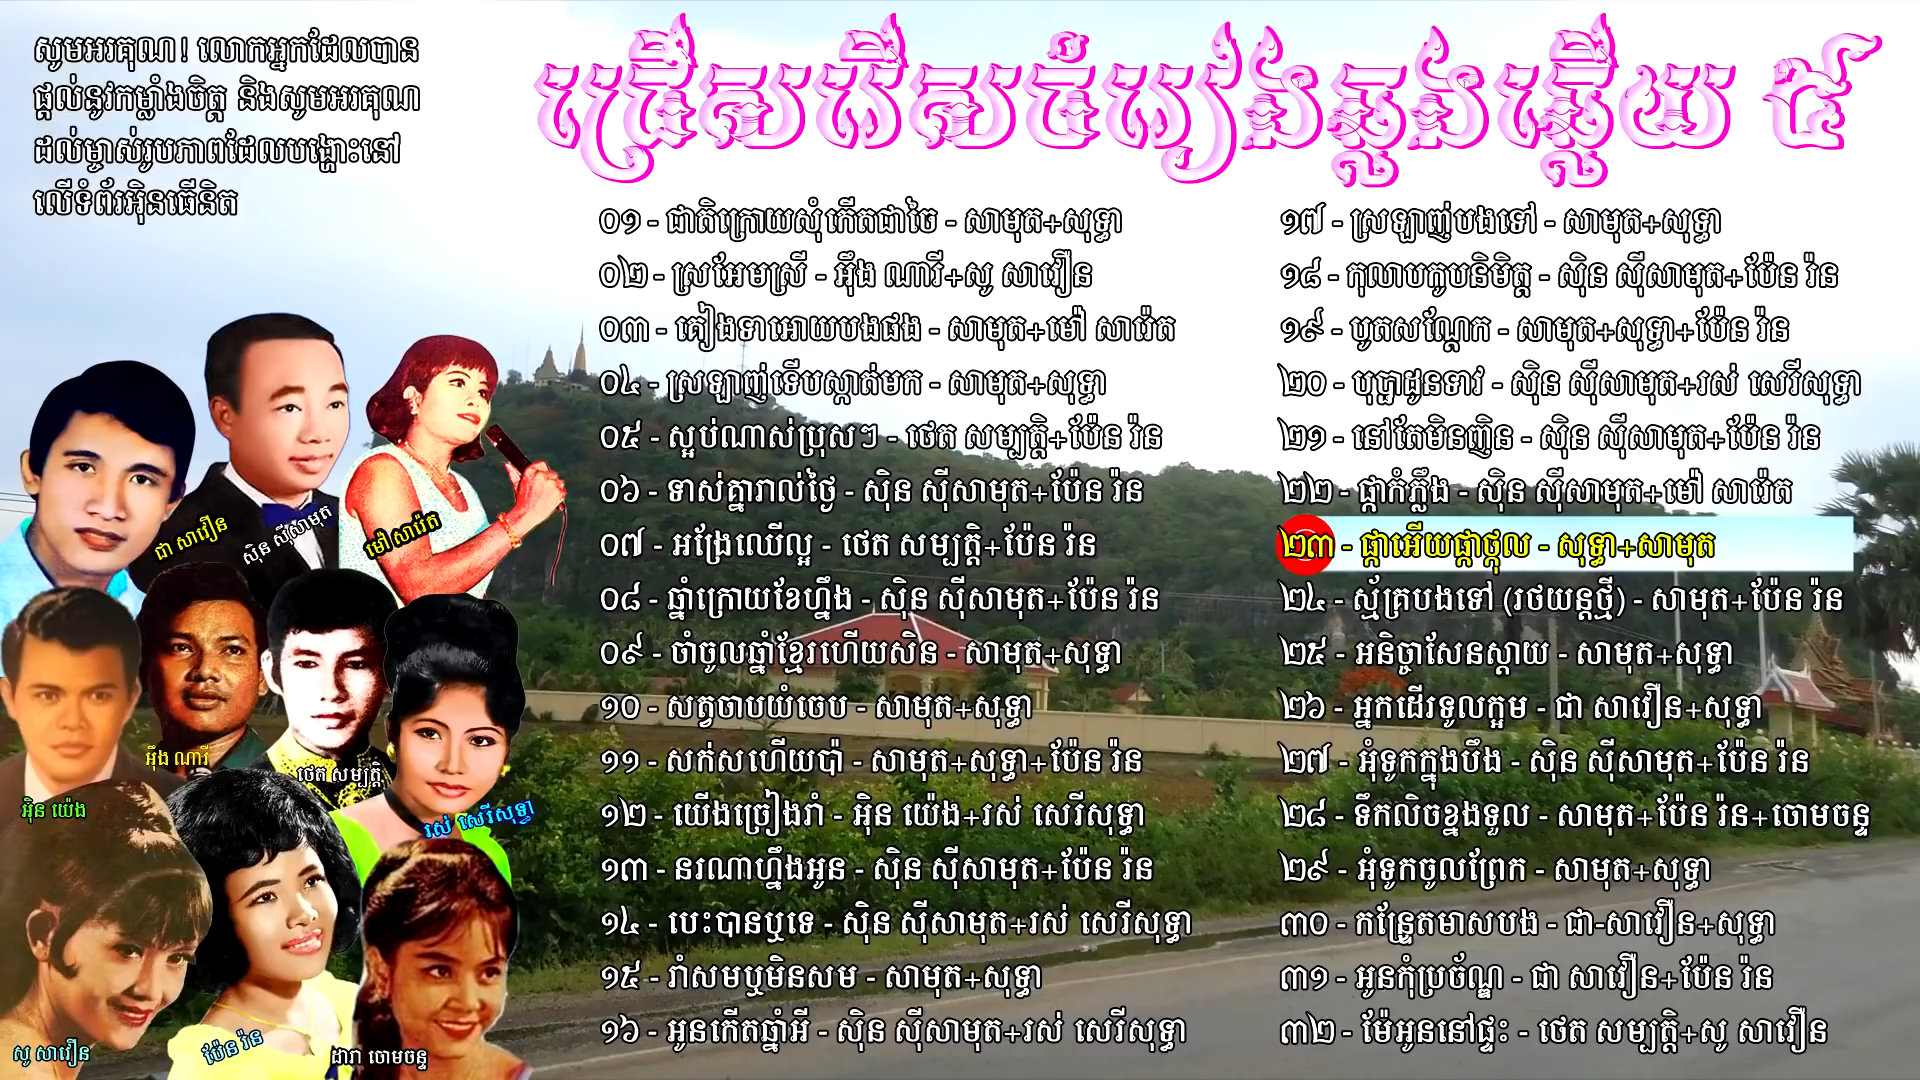 សូមអរគុណ! លោកអ្នកដែលបាន
ផ្ដល់នូវកម្លាំងចិត្ត និងសូមអរគុណ
ដល់ម្ចាស់រូបភាពដែលបង្ហោះនៅ
លើទំព័រអ៊ិនធើនិត
ជ្រើសរើសចំរៀងឆ្លងឆ្លើយ ៥
០១ - ជាតិក្រោយសុំកើតជាចៃ - សាមុត+សុទ្ធា
០២ - ស្រអែមស្រី - អ៊ឹង ណារី+សូ សាវឿន
០៣ - គៀងទាអោយបងផង - សាមុត+ម៉ៅ សារ៉េត
០៤ - ស្រឡាញ់ទើបស្កាត់មក - សាមុត+សុទ្ធា
០៥ - ស្អប់ណាស់ប្រុសៗ - ថេត សម្បត្តិ+ប៉ែន រ៉ន
០៦ - ទាស់គ្នារាល់ថ្ងៃ - ស៊ិន ស៊ីសាមុត+ប៉ែន រ៉ន
០៧ - អង្រែឈើល្អ - ថេត សម្បត្តិ+ប៉ែន រ៉ន
០៨ - ឆ្នាំក្រោយខែហ្នឹង - ស៊ិន ស៊ីសាមុត+ប៉ែន រ៉ន
០៩ - ចាំចូលឆ្នាំខ្មែរហើយសិន - សាមុត+សុទ្ធា
១០ - សត្វចាបយំចេប - សាមុត+សុទ្ធា
១១ - សក់សហើយប៉ា - សាមុត+សុទ្ធា+ប៉ែន រ៉ន
១២ - យើងច្រៀងរាំ - អ៊ិន យ៉េង+រស់ សេរីសុទ្ធា
១៣ - នរណាហ្នឹងអូន - ស៊ិន ស៊ីសាមុត+ប៉ែន រ៉ន
១៤ - បេះបានឬទេ - ស៊ិន ស៊ីសាមុត+រស់ សេរីសុទ្ធា
១៥ - រាំសមឬមិនសម - សាមុត+សុទ្ធា
១៦ - អូនកើតឆ្នាំអី - ស៊ិន ស៊ីសាមុត+រស់ សេរីសុទ្ធា
១៧ - ស្រឡាញ់បងទៅ - សាមុត+សុទ្ធា
១៨ - កុលាបតូបនិមិត្ត - ស៊ិន ស៊ីសាមុត+ប៉ែន រ៉ន
១៩ - បូតសណ្ដែក - សាមុត+សុទ្ធា+ប៉ែន រ៉ន
២០ - បុប្ផាដូនទាវ - ស៊ិន ស៊ីសាមុត+រស់ សេរីសុទ្ធា
២១ - នៅតែមិនញិន - ស៊ិន ស៊ីសាមុត+ប៉ែន រ៉ន
២២ - ផ្កាកំភ្លឹង - ស៊ិន ស៊ីសាមុត+ម៉ៅ សារ៉េត
២៣ - ផ្កាអើយផ្កាថ្កុល - សុទ្ធា+សាមុត
២៤ - ស្ម័គ្របងទៅ (រថយន្តថ្មី) - សាមុត+ប៉ែន រ៉ន
២៥ - អនិច្ចាសែនស្ដាយ - សាមុត+សុទ្ធា
២៦ - អ្នកដើរទូលក្អម - ជា សាវឿន+សុទ្ធា
២៧ - អុំទូកក្នុងបឹង - ស៊ិន ស៊ីសាមុត+ប៉ែន រ៉ន
២៨ - ទឹកលិចខ្នងទួល - សាមុត+ប៉ែន រ៉ន+ចោមចន្ទ
២៩ - អុំទូកចូលព្រែក - សាមុត+សុទ្ធា
៣០ - កន្ទ្រែតមាសបង - ជា-សាវឿន+សុទ្ធា
៣១ - អូនកុំប្រច័ណ្ឌ - ជា សាវឿន+ប៉ែន រ៉ន
៣២ - ម៉ែអូននៅផ្ទះ - ថេត សម្បត្តិ+សូ សាវឿន
ជា សាវឿន
ស៊ិន ស៊ីសាមុត
ម៉ៅ សារ៉េត
អ៊ឹង ណារី
ថេត សម្បត្តិ
អ៊ិន យ៉េង
រស់ សេរីសុទ្ធា
សូ សាវឿន
ប៉ែន រ៉ន
ដារា ចោមចន្ទ